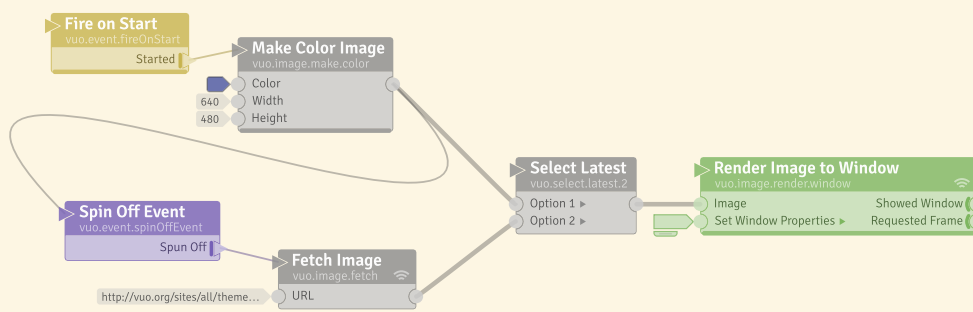 Fire on Start
vuo.event.fireOnStart
Started
Make Color Image
vuo.image.make.color
Color
640 Width
480 Height
Select Latest
vuo.select.latest.2
Option 1
Option 2
Render Image to Window
vuo.image.render.window
Image Showed Window
Set Window Properties Requested Frame
Spin Off Event
vuo.event.spinOffEvent
Spun Off
Fetch Image
vuo.image.fetch
http://vuo.org/sites/all/theme... URL